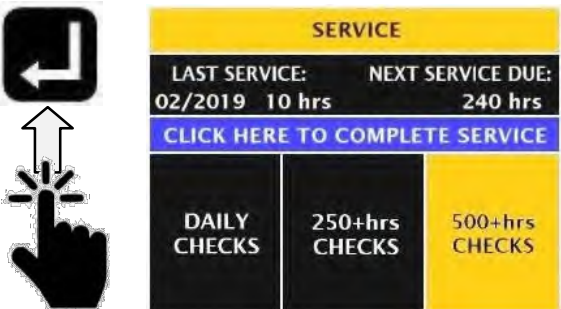 SERVICE
LAST SERVICE: NEXT SERVICE DUE:
02/2019 10 hrs 240 hrs
CLICK HERE TO COMPLETE SERVICE
DAILY 250+hrs 500+hrs
CHECKS CHECKS CHECKS